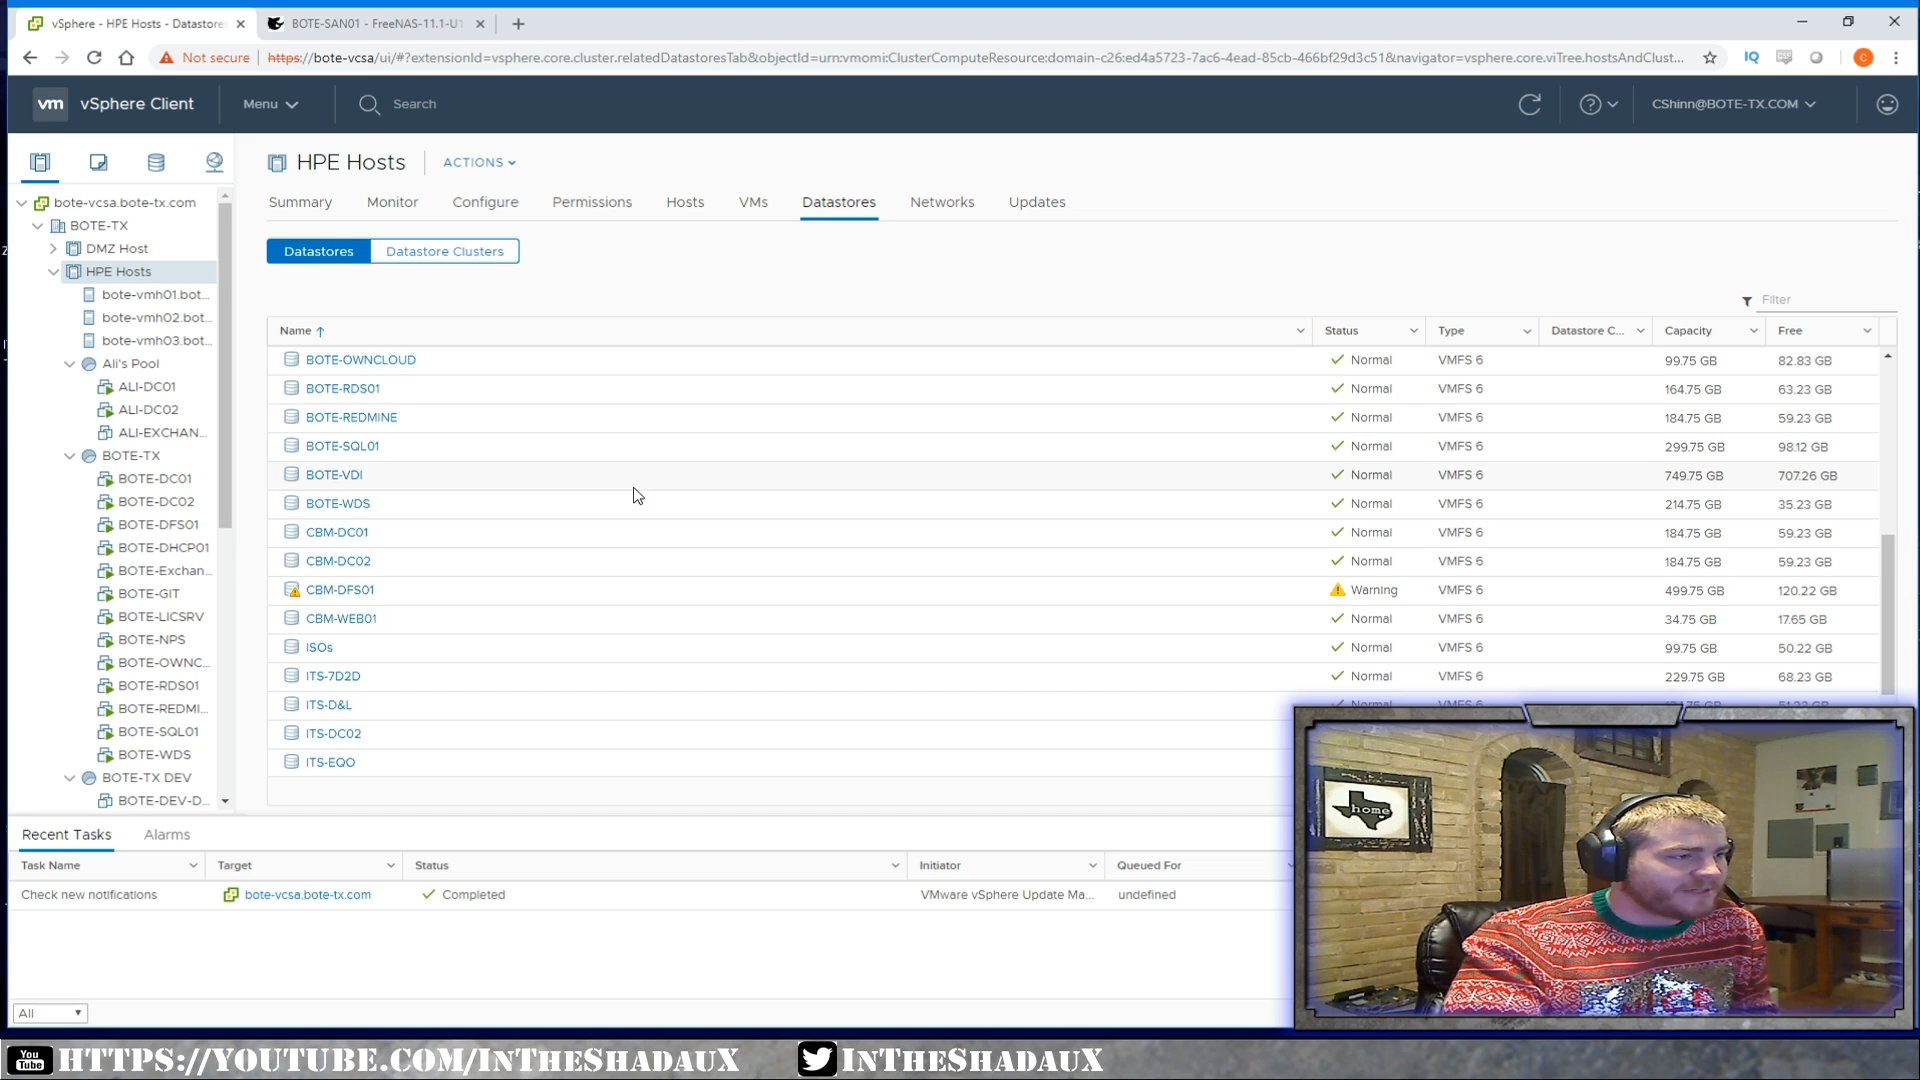 vSphere - HPE Hosts - Datastore
BOTE-SAN01 - FreeNAS-11.1-U1
Not secure
https://bote-vcsa/ui/#?extensionId=vsphere.core.cluster.relatedDatastoresTab&objectId=urn:vmomi:ClusterComputeResource:domain-c26:ed4a5723-7ac6-4ead-85cb-466bf29d3c51&navigator=vsphere.core.viTree.hostsAndClust...
IQ
C
vm vSphere Client Menu Search CShinn@BOTE-TX.COM
HPE Hosts ACTIONS
Summary Monitor Configure Permissions Hosts VMs Datastores Networks Updates
Datastores Datastore Clusters
Filter
bote-vcsa.bote-tx.com
BOTE-TX
DMZ Host
HPE Hosts
bote-vmh01.bot...
bote-vmh02.bot...
bote-vmh03.bot...
Ali's Pool
ALI-DC01
ALI-DC02
ALI-EXCHAN...
BOTE-TX
BOTE-DC01
BOTE-DC02
BOTE-DFS01
BOTE-DHCP01
BOTE-Exchan...
BOTE-GIT
BOTE-LICSRV
BOTE-NPS
BOTE-OWNC...
BOTE-RDS01
BOTE-REDMI...
BOTE-SQL01
BOTE-WDS
BOTE-TX DEV
BOTE-DEV-D...
Name Status Type Datastore C... Capacity Free
BOTE-OWNCLOUD Normal VMFS 6 99.75 GB 82.83 GB
BOTE-RDS01 Normal VMFS 6 164.75 GB 63.23 GB
BOTE-REDMINE Normal VMFS 6 184.75 GB 59.23 GB
BOTE-SQL01 Normal VMFS 6 299.75 GB 98.12 GB
BOTE-VDI Normal VMFS 6 749.75 GB 707.26 GB
BOTE-WDS Normal VMFS 6 214.75 GB 35.23 GB
CBM-DC01 Normal VMFS 6 184.75 GB 59.23 GB
CBM-DC02 Normal VMFS 6 184.75 GB 59.23 GB
CBM-DFS01 Warning VMFS 6 499.75 GB 120.22 GB
CBM-WEB01 Normal VMFS 6 34.75 GB 17.65 GB
ISOs Normal VMFS 6 99.75 GB 50.22 GB
ITS-7D2D Normal VMFS 6 229.75 GB 68.23 GB
ITS-D&L Normal VMFS 6
ITS-DC02
ITS-EQO
Recent Tasks Alarms
Task Name Target Status Initiator Queued For
Check new notifications bote-vcsa.bote-tx.com Completed VMware vSphere Update Ma... undefined
All
home
You Tube HTTPS://YOUTUBE.COM/INTHESHADAUX INTHESHADAUX